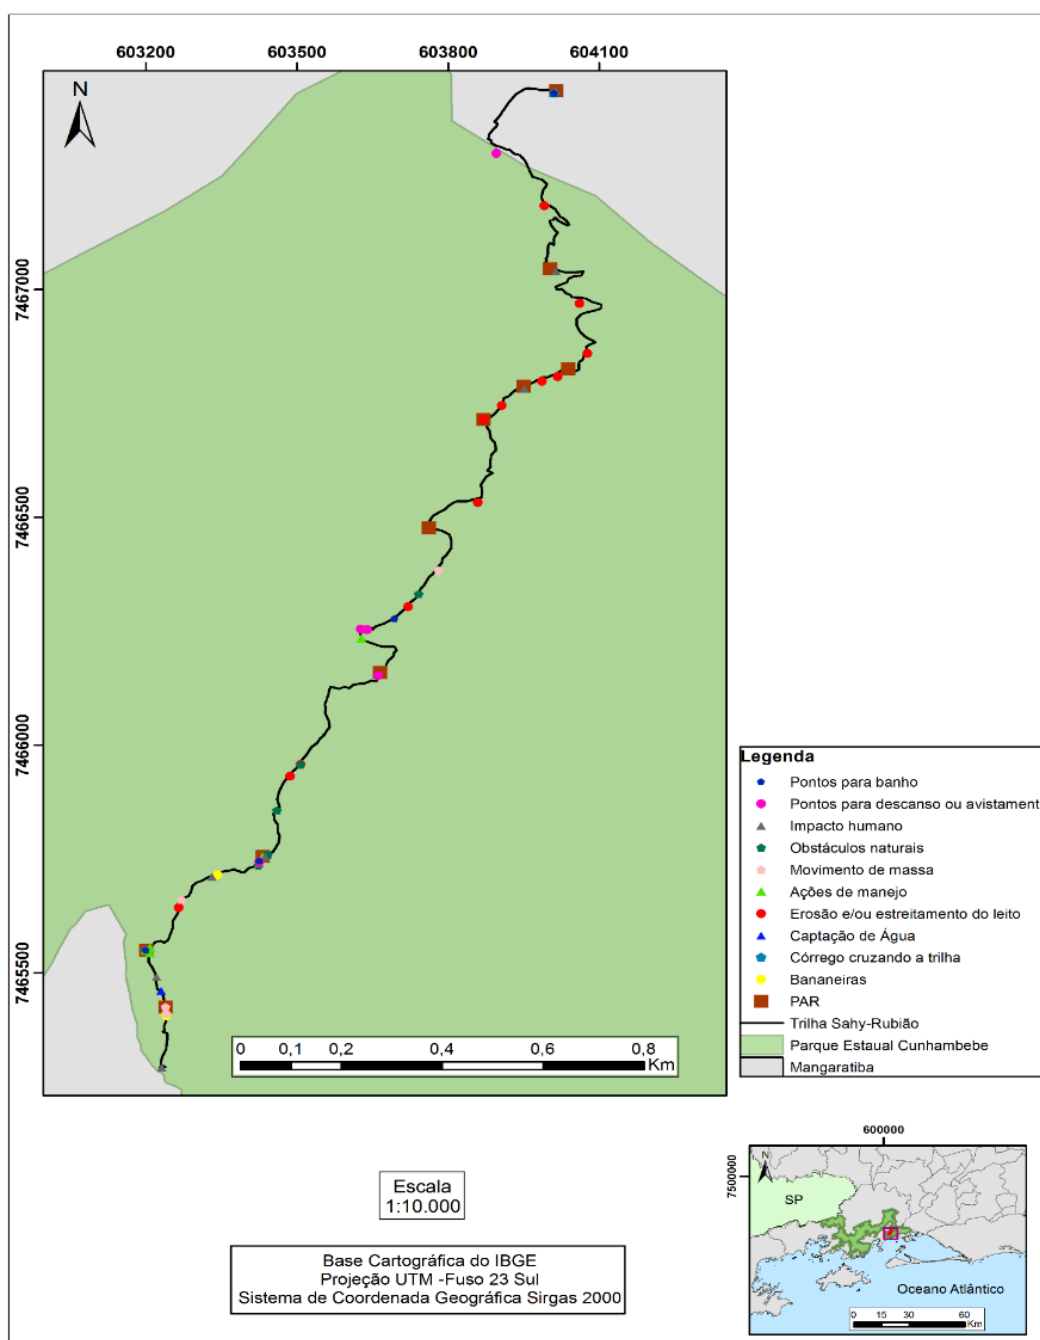 603200 603500 603800 604100
N
7467000
7466500
7466000
7465500
0 0,1 0,2 0,4 0,6 0,8
Km
Legenda
Pontos para banho
Pontos para descanso ou avistament
Impacto humano
Obstáculos naturais
Movimento de massa
Ações de manejo
Erosão e/ou estreitamento do leito
Captação de Água
Córrego cruzando a trilha
Bananeiras
PAR
Trilha Sahy-Rubião
Parque Estaual Cunhambebe
Mangaratiba
Escala
1:10.000
Base Cartográfica do IBGE
Projeção UTM -Fuso 23 Sul
Sistema de Coordenada Geográfica Sirgas 2000
600000
7500000
N
SP
Oceano Atlântico
0 15 30 60
Km